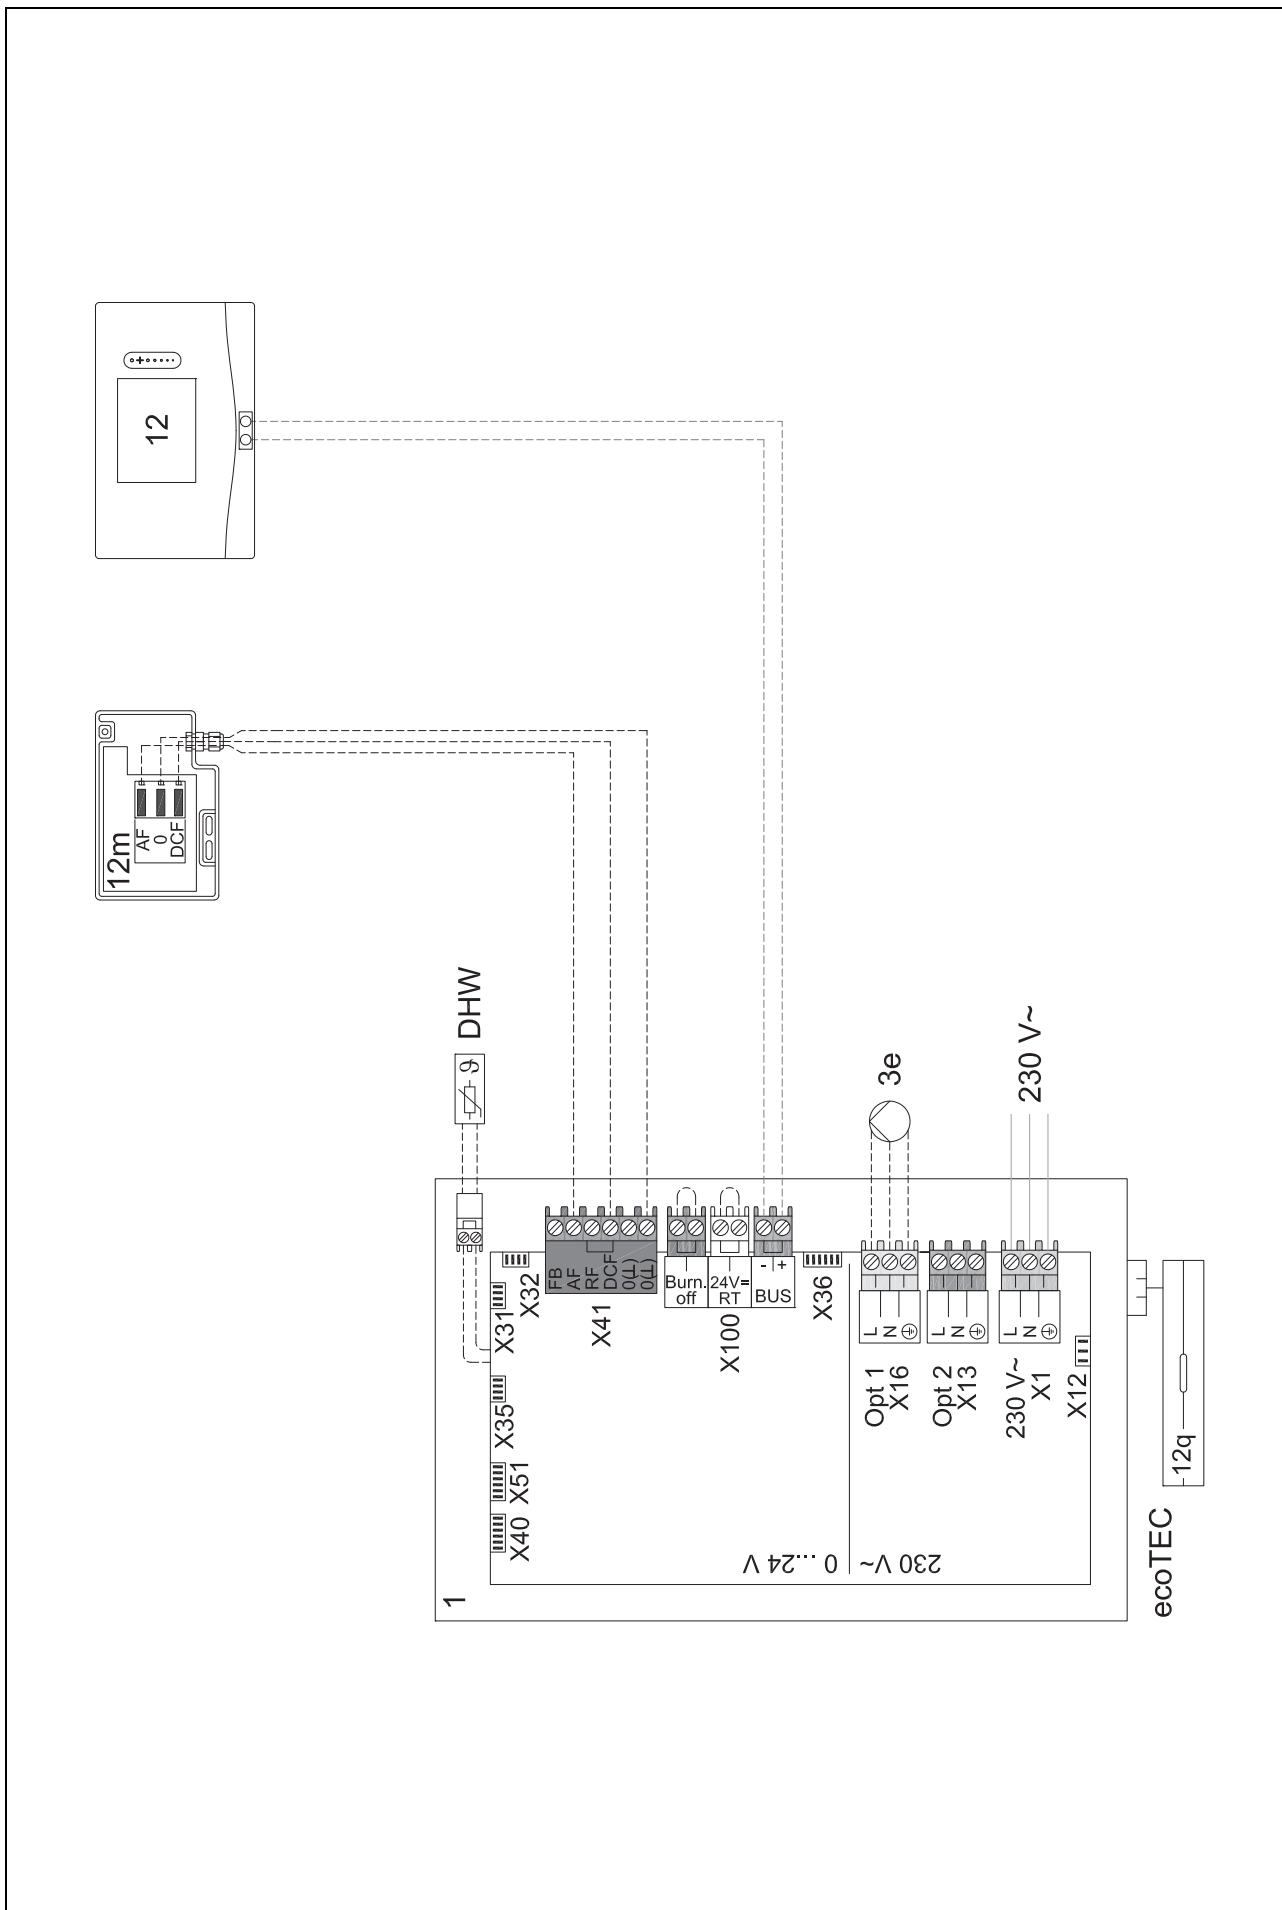 12
12m
AF
0
DCF
DHW
ϑ
3e
230 V~
X32
X31
X35
X51
X40
FB
AF
RF
DCF
0(⊥)
0(⊥)
X41
Burn.
off
24V=
RT
X100
- +
BUS
X36
L
N
Opt 1
X16
L
N
Opt 2
X13
L
N
230 V~
X1
X12
0 ...24 V
230 V~
1
12q
ecoTEC